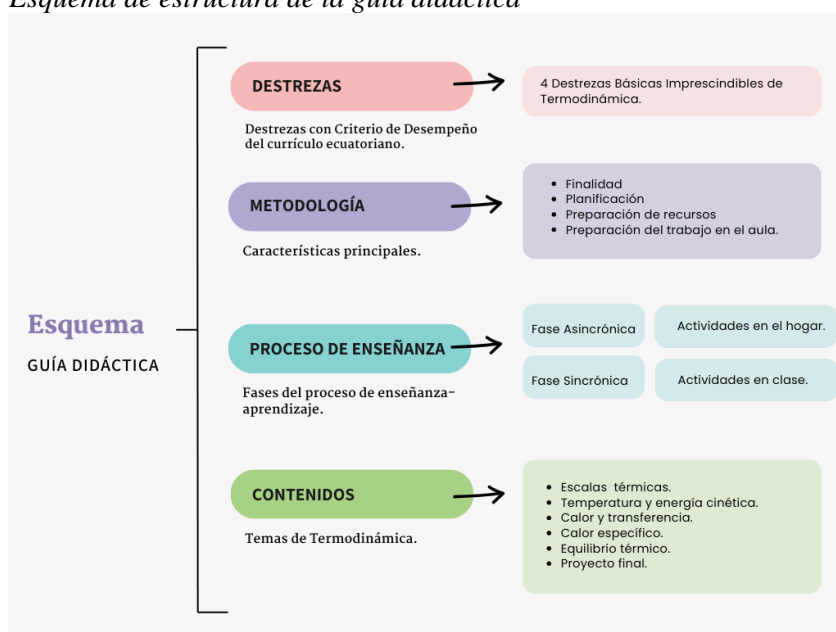 Esquema de estructura de la guía didáctica
DESTREZAS
4 Destrezas Básicas Imprescindibles de
Termodinámica.
Destrezas con Criterio de Desempeño
del currículo ecuatoriano.
METODOLOGÍA
• Finalidad
• Planificación
• Preparación de recursos
• Preparación del trabajo en el aula.
Características principales.
Esquema
GUÍA DIDÁCTICA
PROCESO DE ENSEÑANZA
Fase Asincrónica
Actividades en el hogar.
Fase Sincrónica
Actividades en clase.
Fases del proceso de enseñanza-
aprendizaje.
CONTENIDOS
• Escalas térmicas.
• Temperatura y energía cinética.
• Calor y transferencia.
• Calor específico.
• Equilibrio térmico.
• Proyecto final.
Temas de Termodinámica.